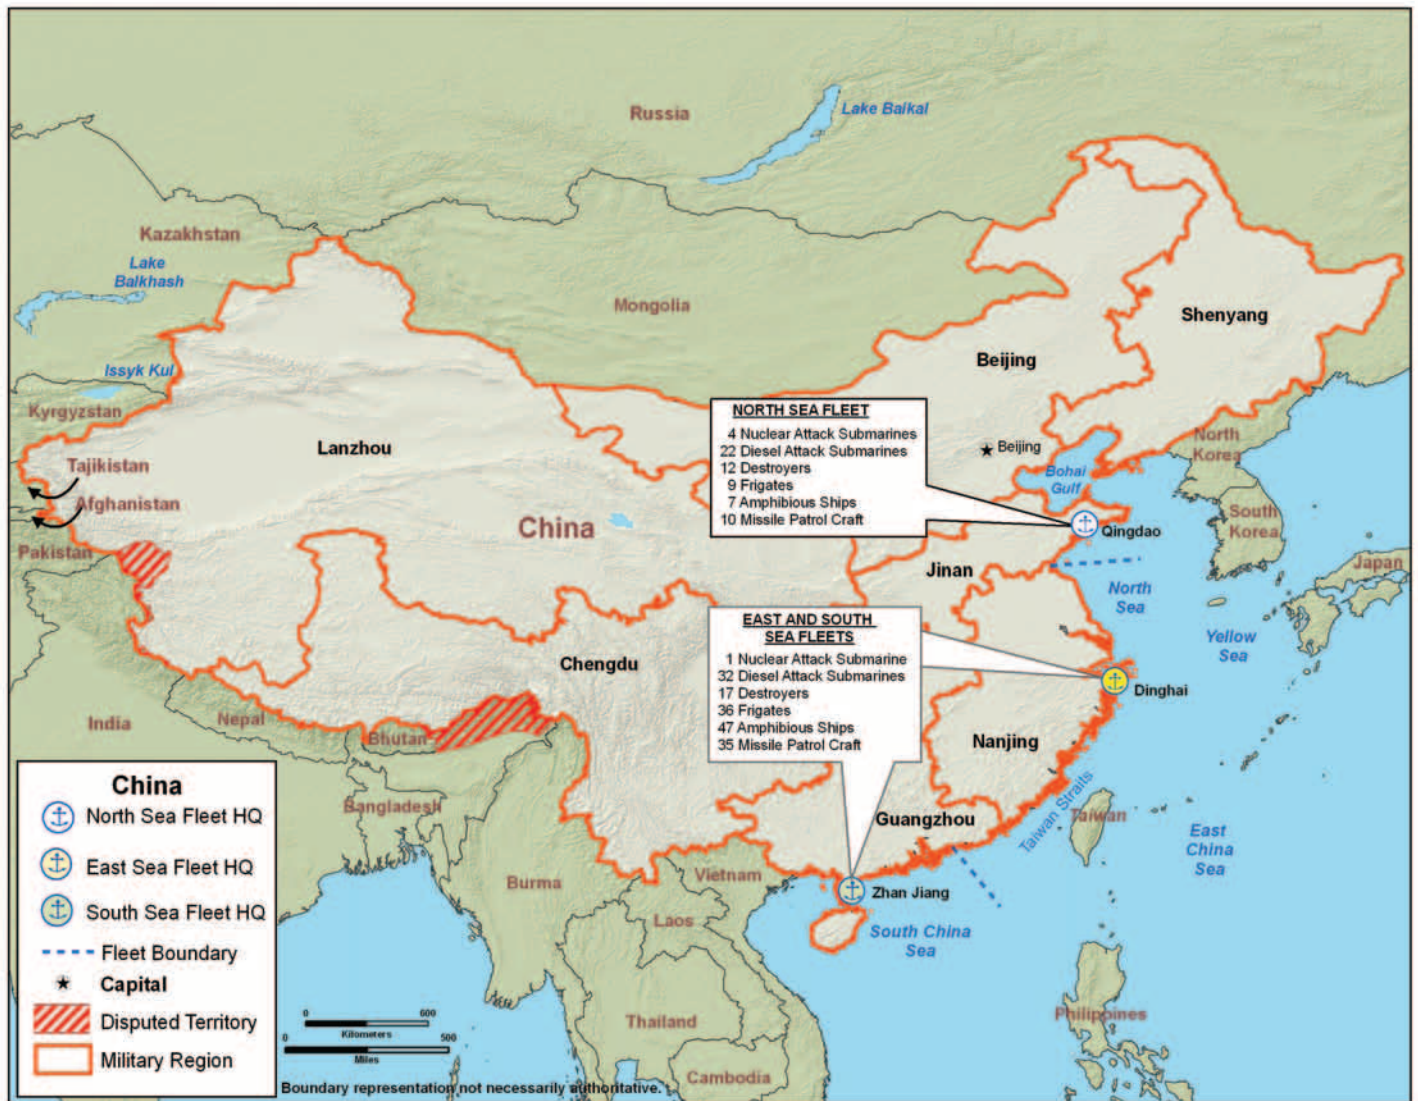 Russia
Lake Baikal
Kazakhstan
Lake
Balkhash
Mongolia
Shenyang
Beijing
Issyk Kul
Kyrgyzstan
Lanzhou
NORTH SEA FLEET
4 Nuclear Attack Submarines
22 Diesel Attack Submarines
12 Destroyers
9 Frigates
7 Amphibious Ships
10 Missile Patrol Craft
Beijing
Bohai
Gulf
North
Korea
South
Korea
Tajikistan
Afghanistan
Pakistan
China
Qingdao
Japan
Jinan
North
Sea
Yellow
Sea
EAST AND SOUTH
SEA FLEETS
1 Nuclear Attack Submarine
32 Diesel Attack Submarines
17 Destroyers
36 Frigates
47 Amphibious Ships
35 Missile Patrol Craft
Chengdu
Dinghai
India
Nepal
Bhutan
Nanjing
Bangladesh
Guangzhou
Taiwan Straits
Taiwan
East
China
Sea
Burma
Vietnam
Laos
Zhan Jiang
South China
Sea
Thailand
Cambodia
Philippines
China
North Sea Fleet HQ
East Sea Fleet HQ
South Sea Fleet HQ
Fleet Boundary
Capital
Disputed Territory
Military Region
0 600
Kilometers
0 500
Miles
Boundary representation not necessarily authoritative.